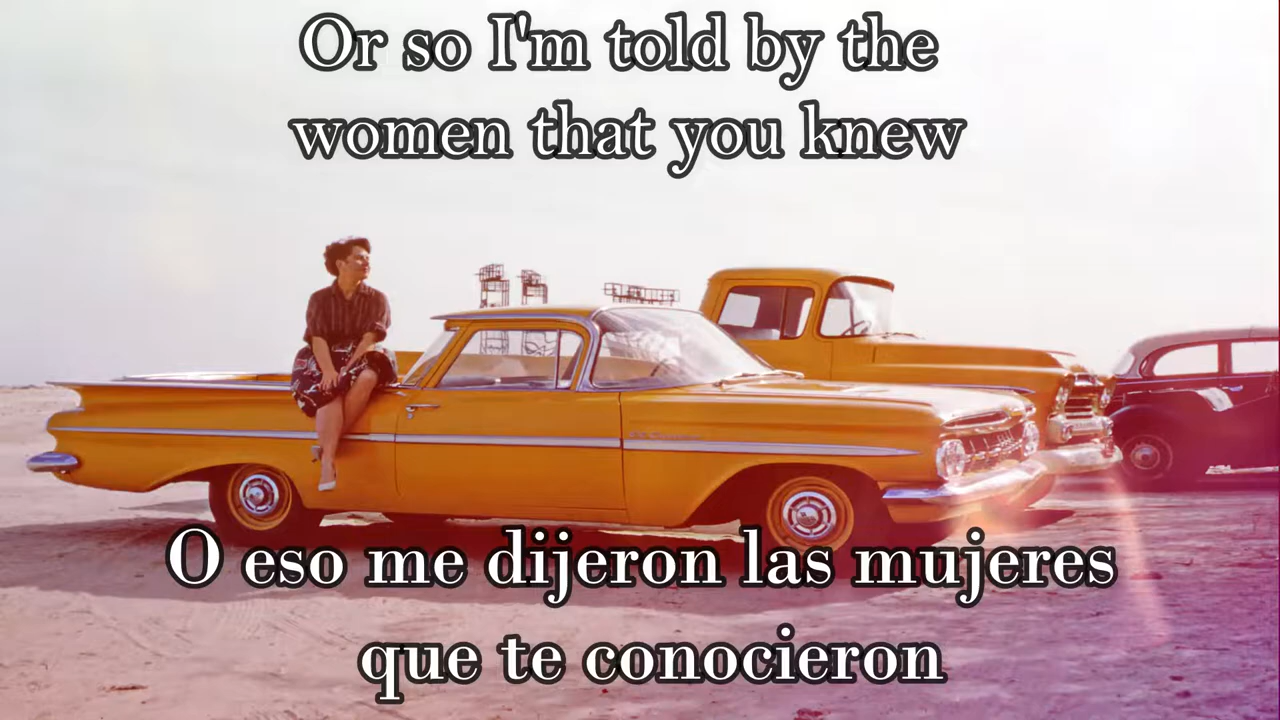 Or so I'm told by the
women that you knew
O eso me dijeron las mujeres
que te conocieron